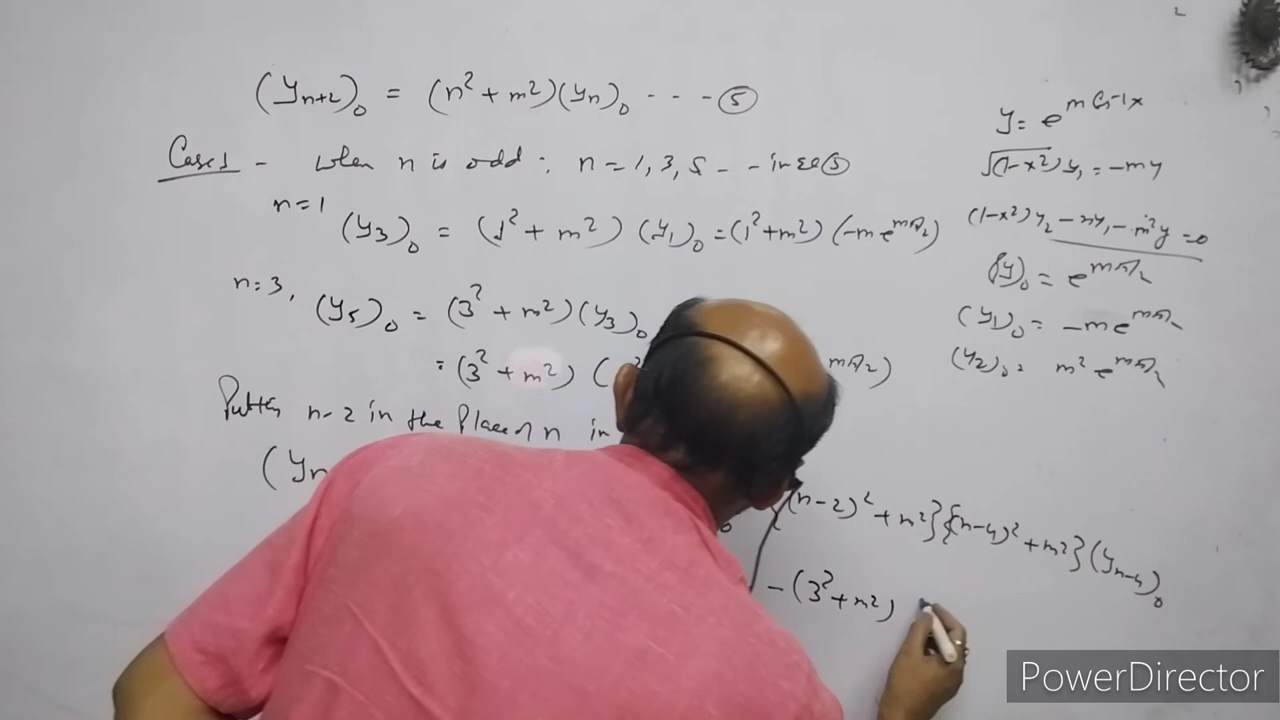 (yn+2)₀ = (n² + m²)(yn)₀ - - - - ⑤
Case 1 - when n is odd : n = 1, 3, 5 - - in eq ⑤
n=1 (y3)₀ = (1² + m²) (y1)₀ = (1² + m²) (-m e^mπ/2)
n=3, (y5)₀ = (3² + m²) (y3)₀
= (3² + m²) ( mπ/2)
n-2 in the place of n in
(yn
(n-2)² + m²}{(n-4)² + m²}(yn-4)₀
- (3² + m²)
y = e^m Cos-1x
√(1-x²) y1 = -my
(1-x²) y2 - xy1 - m²y = 0
(y)₀ = e^mπ/2
(y1)₀ = -m e^mπ/2
(y2)₀ = m² e^mπ/2
PowerDirector